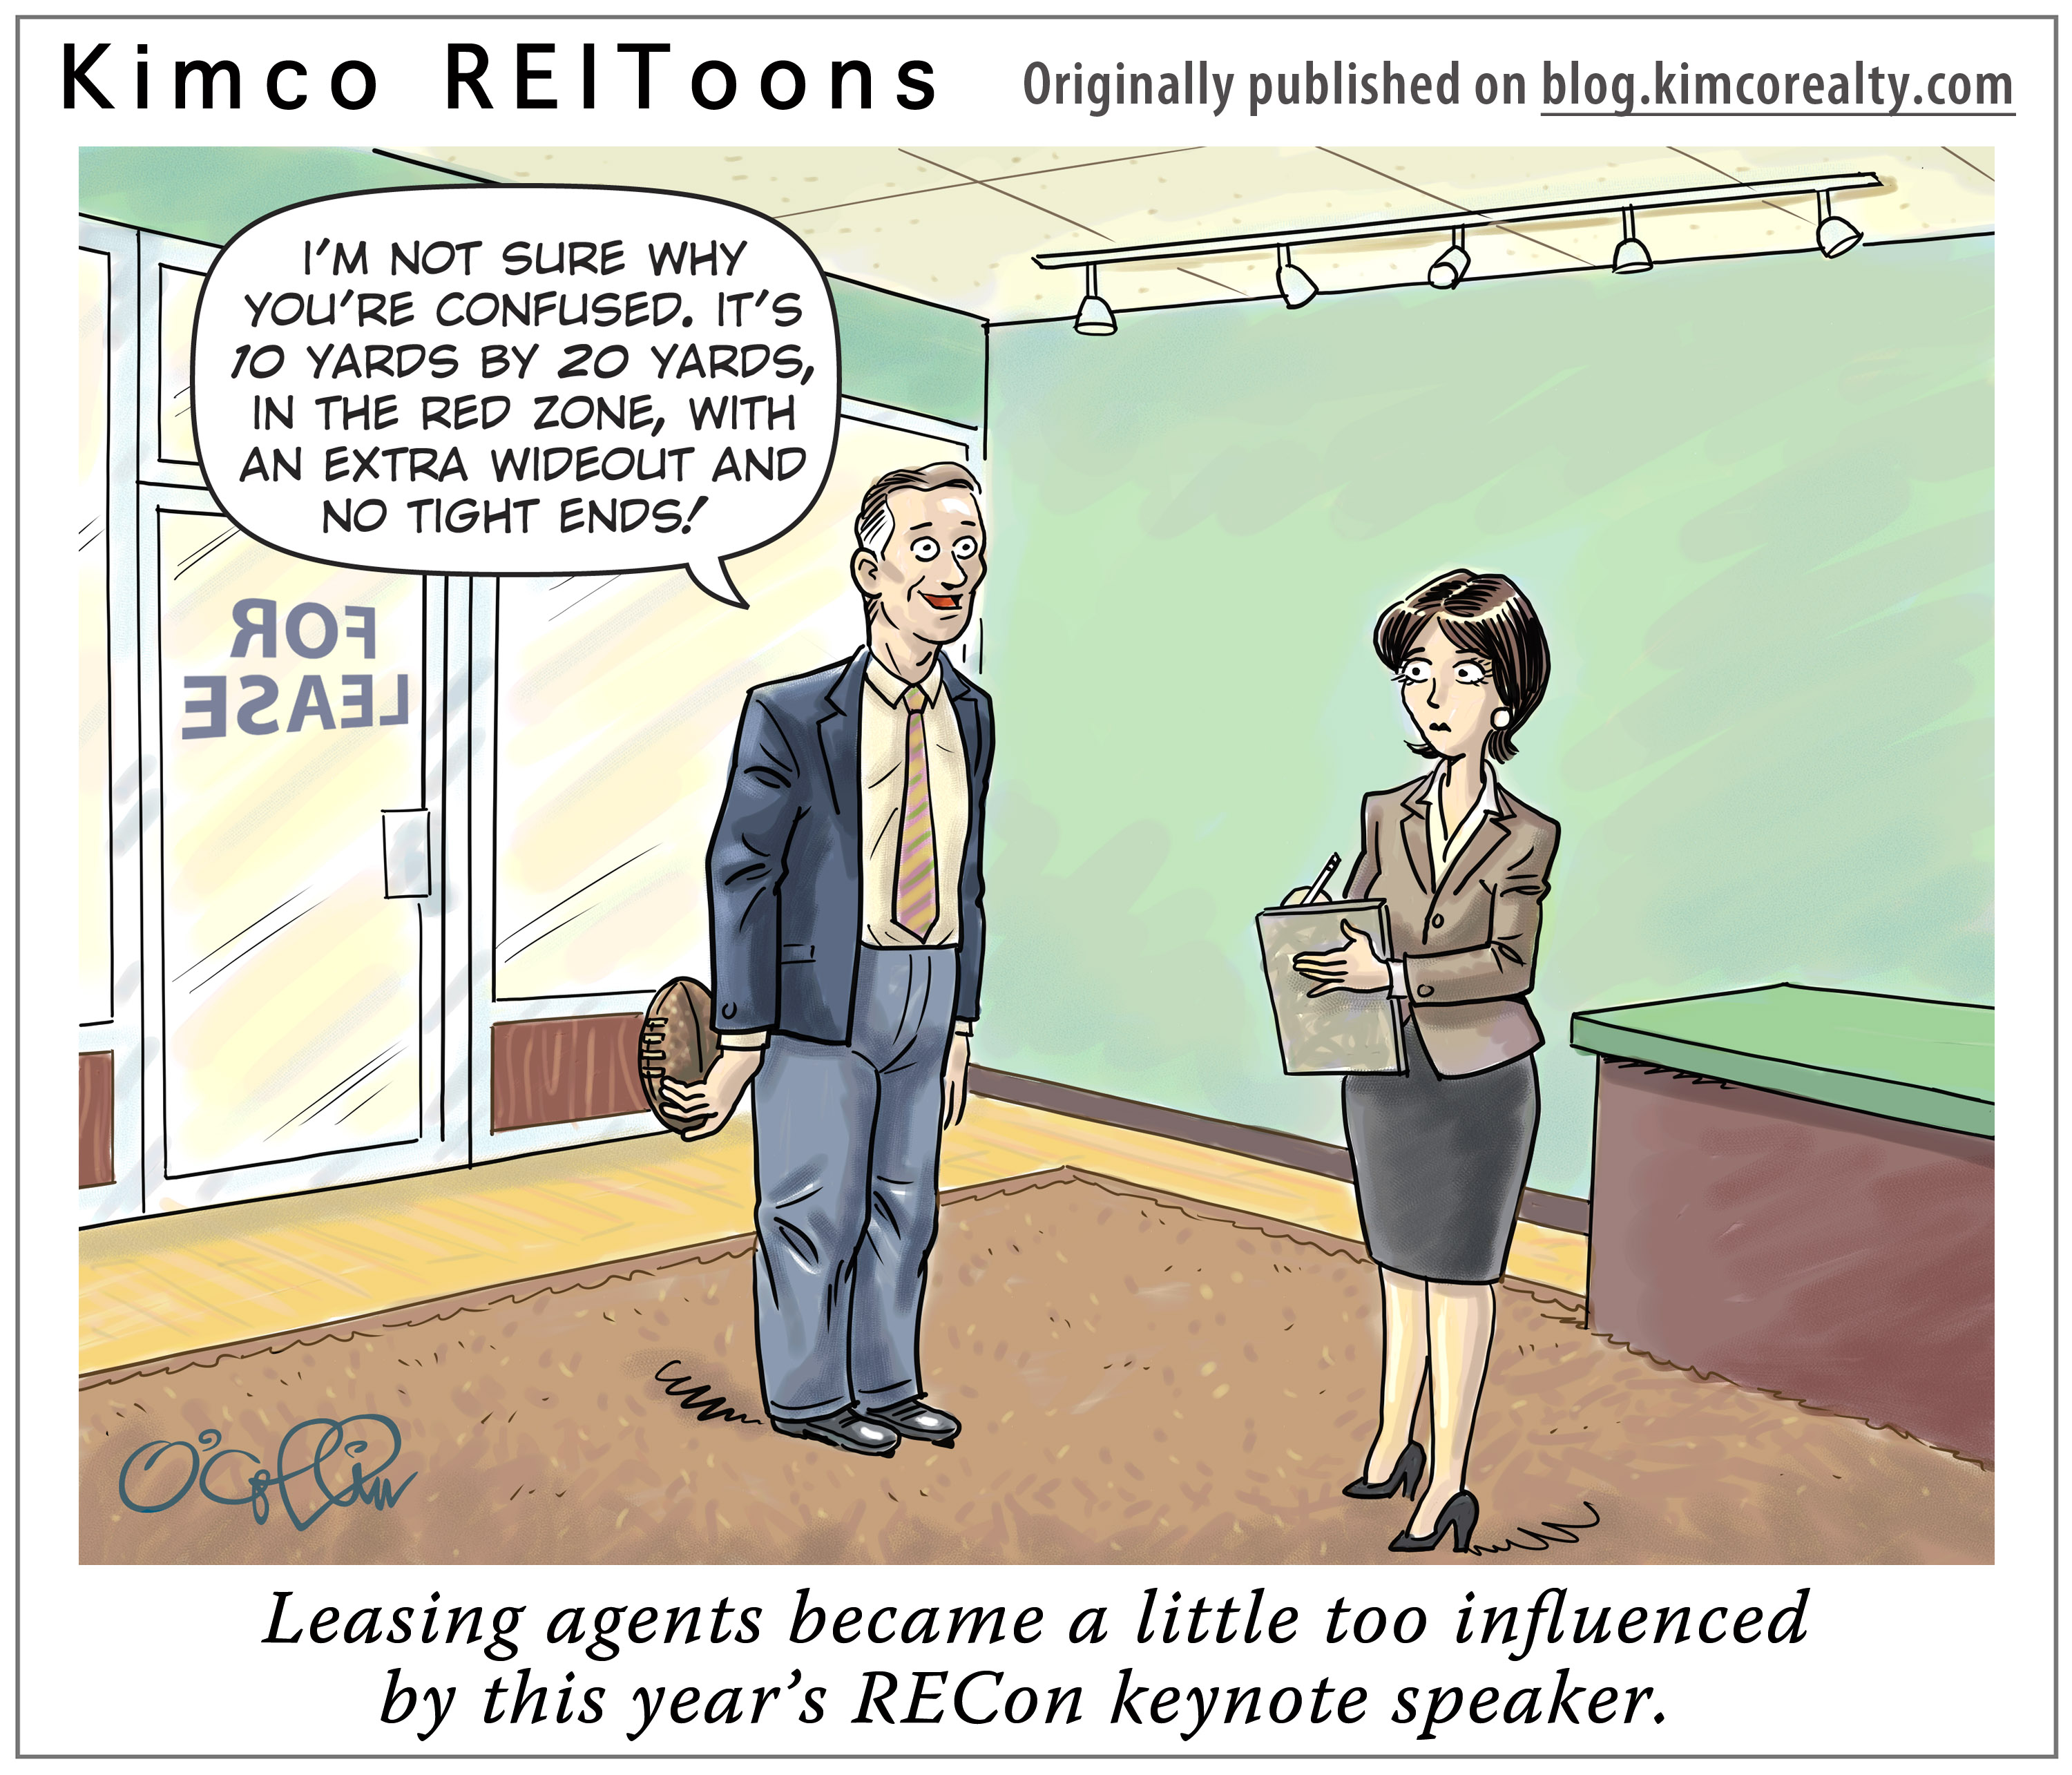 Kimco REIToons
Originally published on blog.kimcorealty.com
I'M NOT SURE WHY
YOU'RE CONFUSED. IT'S
10 YARDS BY 20 YARDS,
IN THE RED ZONE, WITH
AN EXTRA WIDEOUT AND
NO TIGHT ENDS!
FOR
LEASE
Leasing agents became a little too influenced
by this year's RECon keynote speaker.